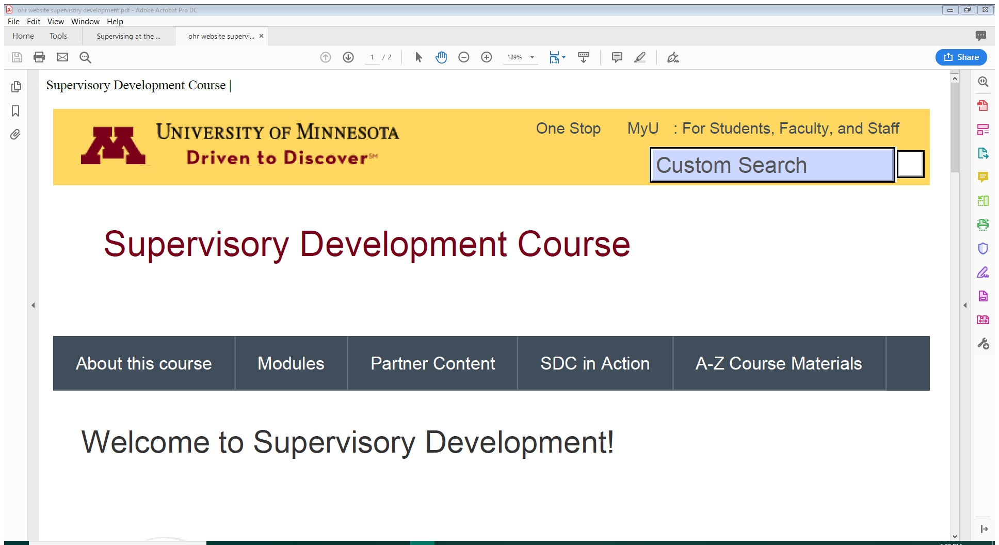 ohr website supervisory development.pdf - Adobe Acrobat Pro DC
File Edit View Window Help
Home Tools Supervising at the ... ohr website supervi... ×
1 / 2 189% Share
Supervisory Development Course |
UNIVERSITY OF MINNESOTA
Driven to Discover℠
One Stop MyU : For Students, Faculty, and Staff
Custom Search
Supervisory Development Course
About this course Modules Partner Content SDC in Action A-Z Course Materials
Welcome to Supervisory Development!